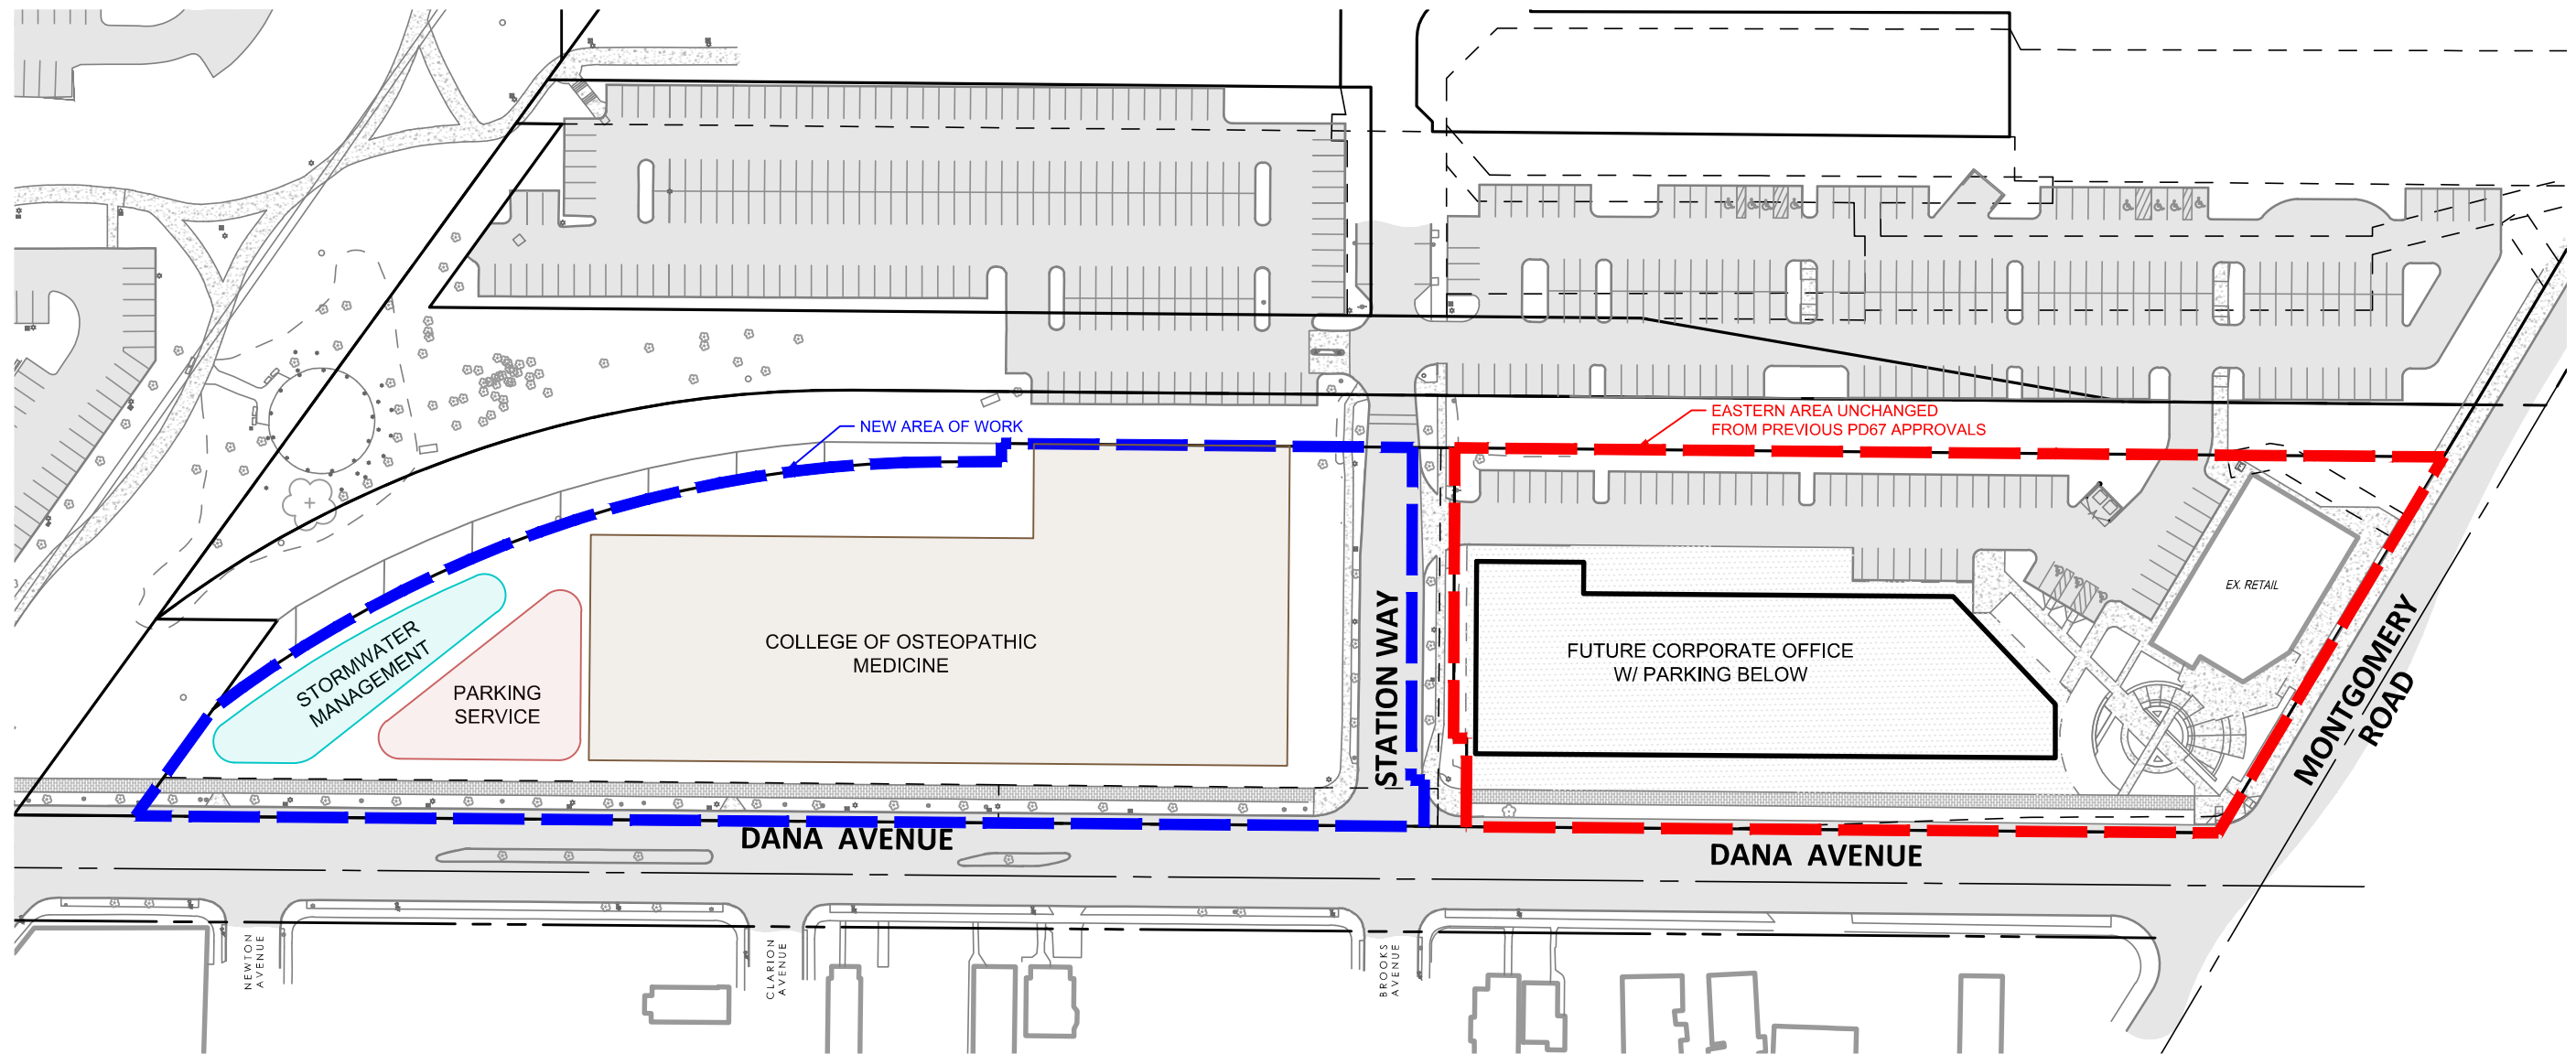 EASTERN AREA UNCHANGED
FROM PREVIOUS PD67 APPROVALS
NEW AREA OF WORK
EX. RETAIL
COLLEGE OF OSTEOPATHIC
MEDICINE
STORMWATER
MANAGEMENT
PARKING
SERVICE
STATION WAY
FUTURE CORPORATE OFFICE
W/ PARKING BELOW
MONTGOMERY
ROAD
DANA AVENUE
DANA AVENUE
NEWTON
AVENUE
CLARION
AVENUE
BROOKS
AVENUE